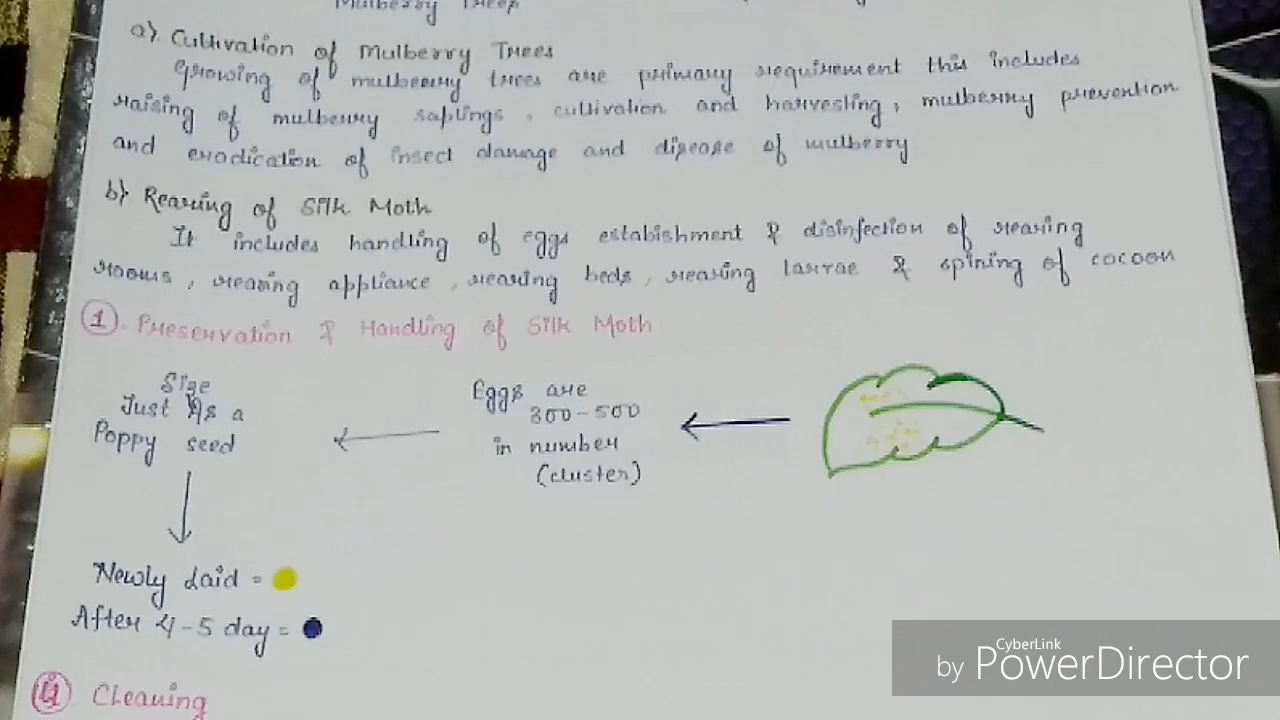 Mulberry Trees
a). Cultivation of Mulberry Trees
Growing of mulberry trees are primary requirement this includes
raising of mulberry saplings, cultivation and harvesting, mulberry prevention
and eradication of insect damage and disease of mulberry
b) Rearing of Silk Moth
It includes handling of eggs estabishment & disinfection of rearing
rooms, rearing appliance, rearing beds, rearing larvae & spining of cocoon
1. Preservation & Handling of Silk Moth
Size
Just As a
Poppy seed
Eggs are
300-500
in number
(cluster)
Newly Laid =
After 4-5 day =
Cleaning
CyberLink
by PowerDirector